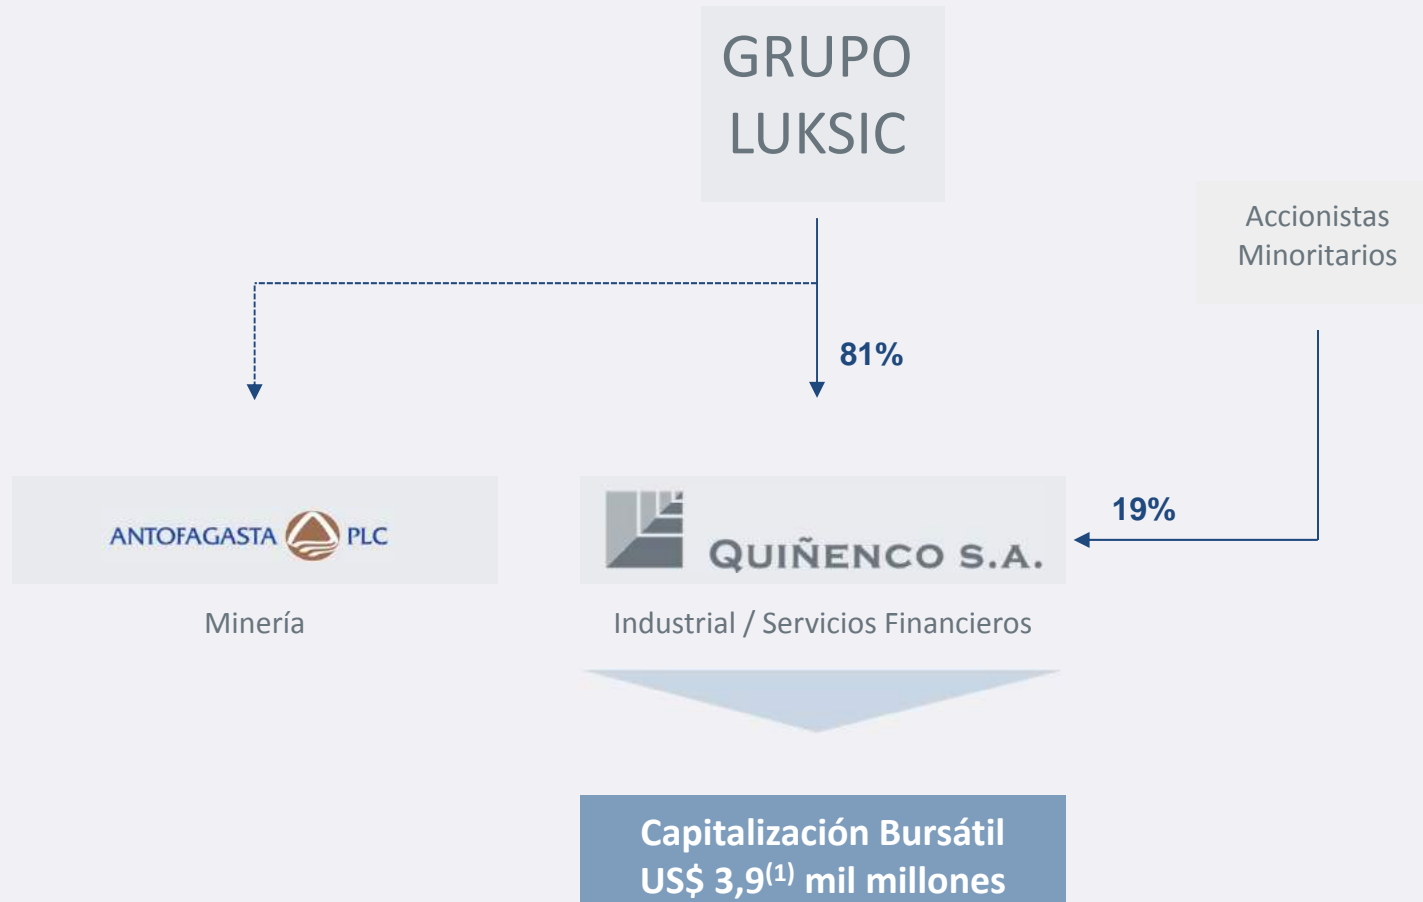 GRUPO
LUKSIC
Accionistas
Minoritarios
81%
19%
ANTOFAGASTA PLC
QUIÑENCO S.A.
Minería
Industrial / Servicios Financieros
Capitalización Bursátil
US$ 3,9(1) mil millones